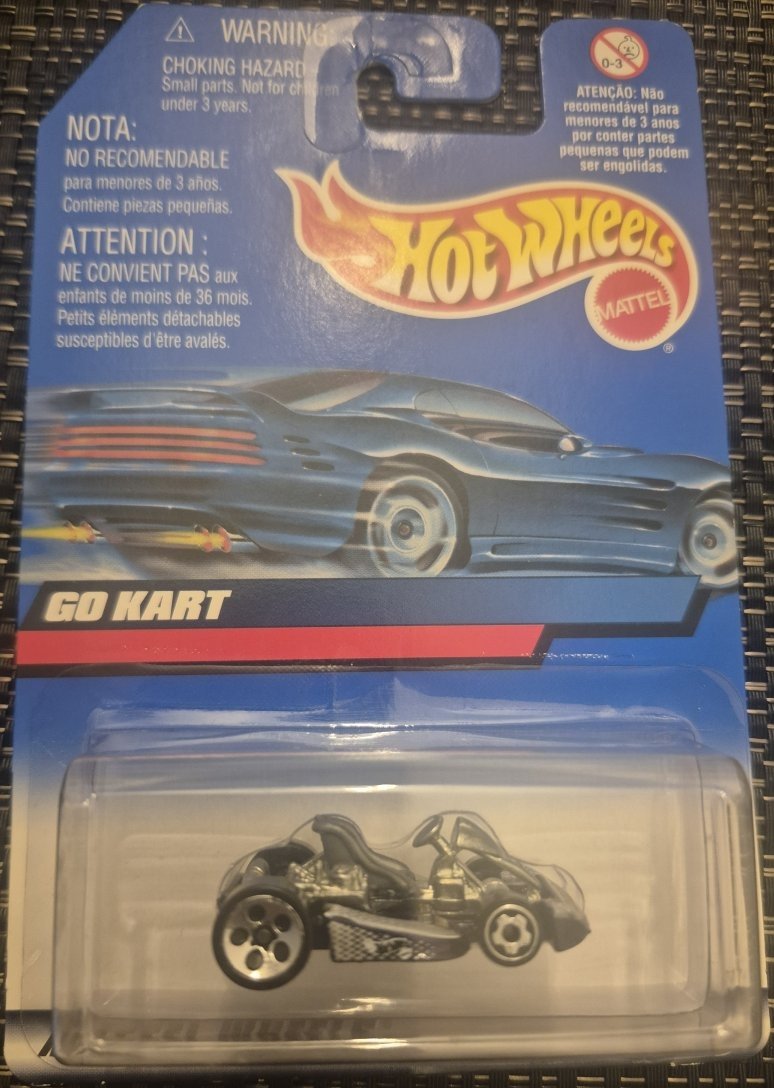 WARNING:
CHOKING HAZARD
Small parts. Not for children
under 3 years.
NOTA:
NO RECOMENDABLE
para menores de 3 años.
Contiene piezas pequeñas.
ATTENTION :
NE CONVIENT PAS aux
enfants de moins de 36 mois.
Petits éléments détachables
susceptibles d'être avalés.
0-3
ATENÇÃO: Não
recomendável para
menores de 3 anos
por conter partes
pequenas que podem
ser engolidas.
HOT WHEELS
MATTEL
®
GO KART